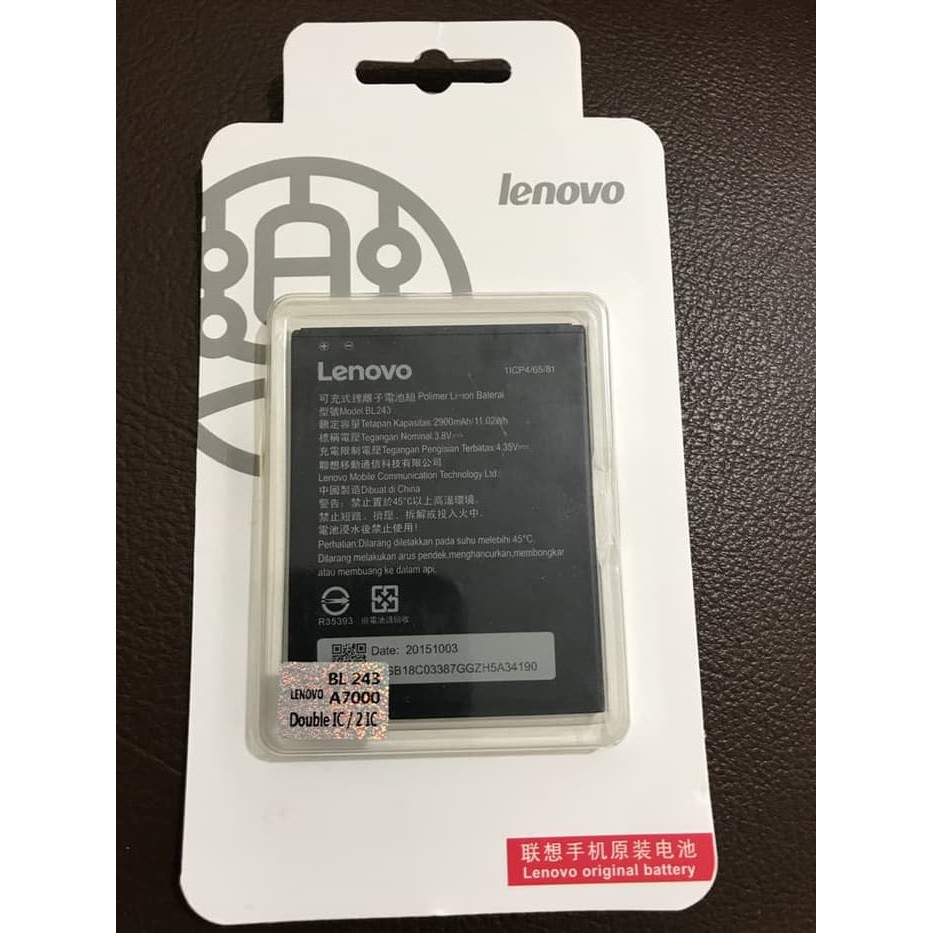 lenovo
Lenovo
1ICP4/65/81
可充式鋰離子電池組 Polimer Li-ion Baterai
型號Model BL243
額定容量Tetapan Kapasitas: 2900mAh/11.02Wh
標稱電壓Tegangan Nominal: 3.8V
充電限制電壓Tegangan Pengisian Terbatas: 4.35V
聯想移動通信科技有限公司
Lenovo Mobile Communication Technology Ltd.
中國製造Dibuat di China
警告: 禁止置於45°C以上高溫環境,
禁止短路、擠壓、拆解或投入火中,
電池浸水後禁止使用!
Perhatian:Dilarang diletakkan pada suhu melebihi 45°C.
Dilarang melakukan arus pendek,menghancurkan,membongkar
atau membuang ke dalam api.
R35393 廢電池請回收
Date: 20151003
SB18C03387GGZH5A34190
BL 243
LENOVO A7000
Double IC / 2 IC
联想手机原装电池
Lenovo original battery